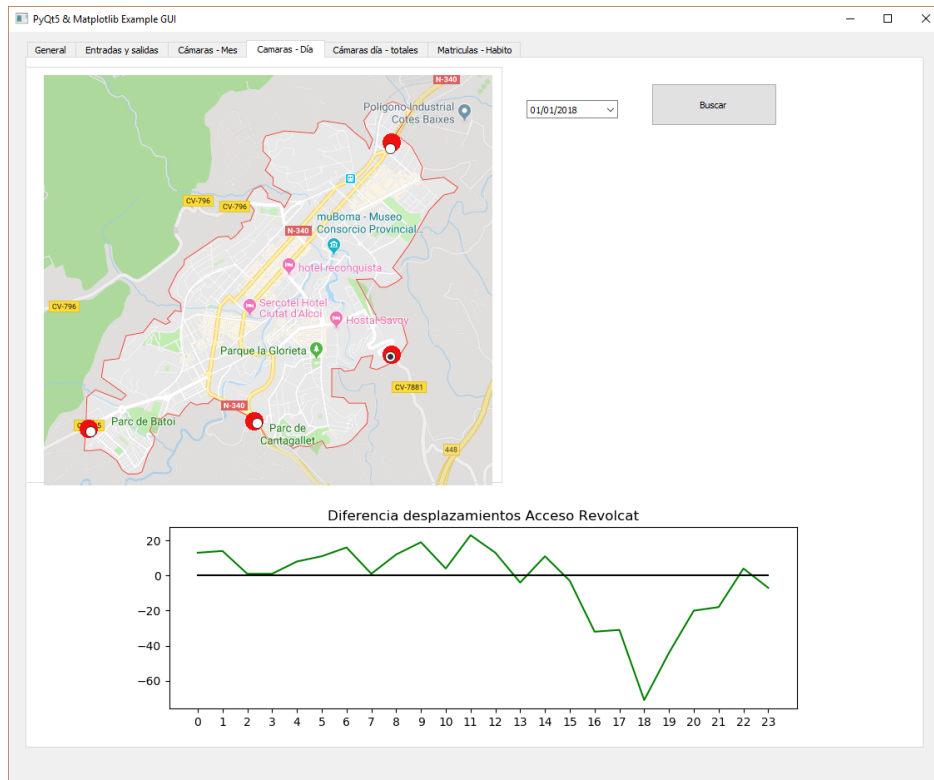 PyQt5 & Matplotlib Example GUI
General
Entradas y salidas
Cámaras - Mes
Camaras - Día
Cámaras día - totales
Matriculas - Habito
01/01/2018
Buscar
N-340
Polígono Industrial
Cotes Baixes
CV-796
CV-796
muBoma - Museo
Consorcio Provincial...
N-340
hotel reconquista
CV-796
Sercotel Hotel
Ciutat d'Alcoi
Hostal Savoy
Parque la Glorieta
CV-7881
N-340
Parc de Batoi
Parc de
Cantagallet
448
Diferencia desplazamientos Acceso Revolcat
20
0
−20
−40
−60
0 1 2 3 4 5 6 7 8 9 10 11 12 13 14 15 16 17 18 19 20 21 22 23